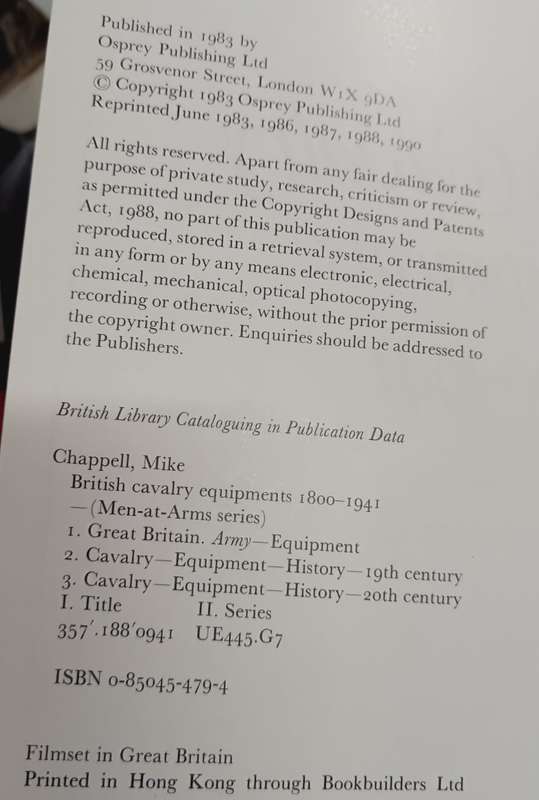 Published in 1983 by
Osprey Publishing Ltd
59 Grosvenor Street, London W1X 9DA
© Copyright 1983 Osprey Publishing Ltd
Reprinted June 1983, 1986, 1987, 1988, 1990
All rights reserved. Apart from any fair dealing for the
purpose of private study, research, criticism or review,
as permitted under the Copyright Designs and Patents
Act, 1988, no part of this publication may be
reproduced, stored in a retrieval system, or transmitted
in any form or by any means electronic, electrical,
chemical, mechanical, optical photocopying,
recording or otherwise, without the prior permission of
the copyright owner. Enquiries should be addressed to
the Publishers.
British Library Cataloguing in Publication Data
Chappell, Mike
British cavalry equipments 1800–1941
—(Men-at-Arms series)
1. Great Britain. Army—Equipment
2. Cavalry—Equipment—History—19th century
3. Cavalry—Equipment—History—20th century
I. Title II. Series
357′.188′0941 UE445.G7
ISBN 0-85045-479-4
Filmset in Great Britain
Printed in Hong Kong through Bookbuilders Ltd